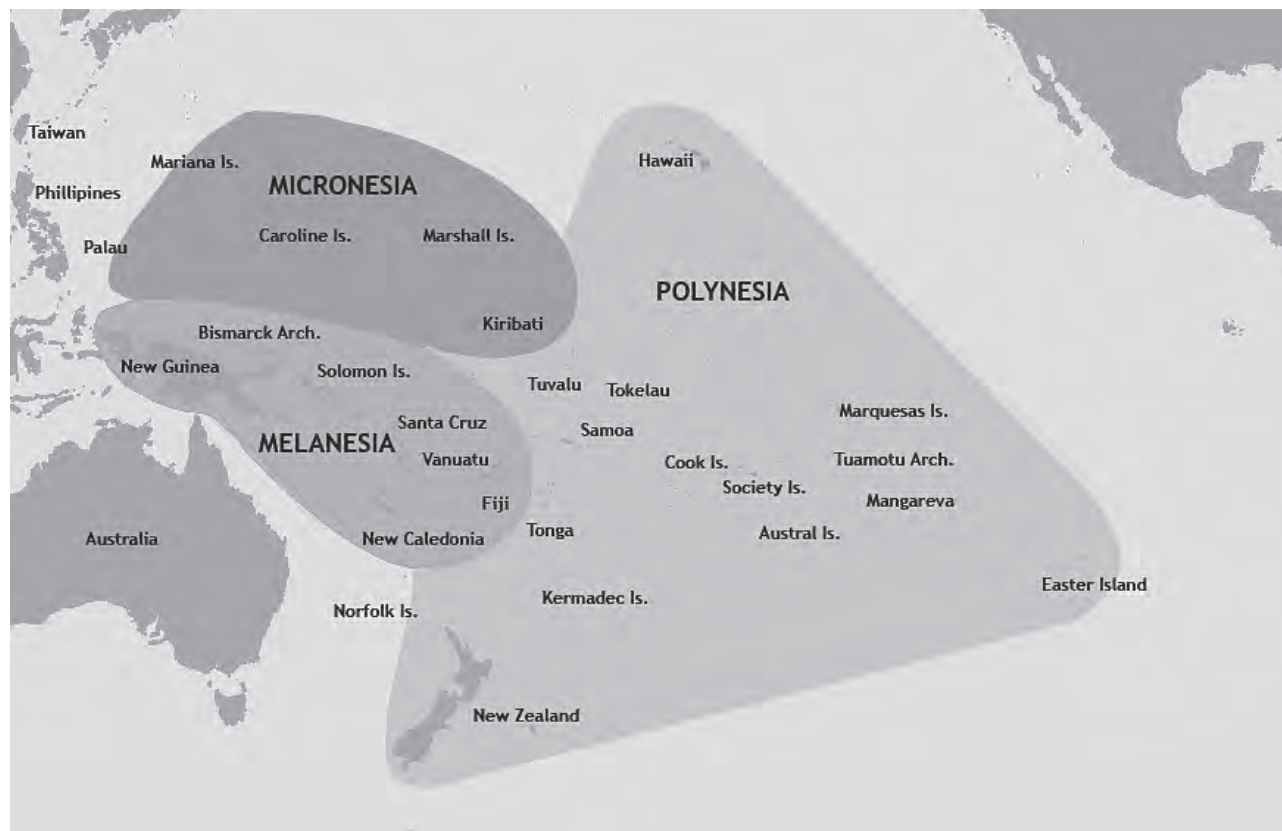 Taiwan
Hawaii
Mariana Is.
MICRONESIA
Phillipines
Caroline Is.
Marshall Is.
Palau
POLYNESIA
Kiribati
Bismarck Arch.
New Guinea
Solomon Is.
Tuvalu
Tokelau
Marquesas Is.
Santa Cruz
Samoa
MELANESIA
Vanuatu
Cook Is.
Tuamotu Arch.
Society Is.
Fiji
Mangareva
Tonga
Austral Is.
Australia
New Caledonia
Easter Island
Kermadec Is.
Norfolk Is.
New Zealand